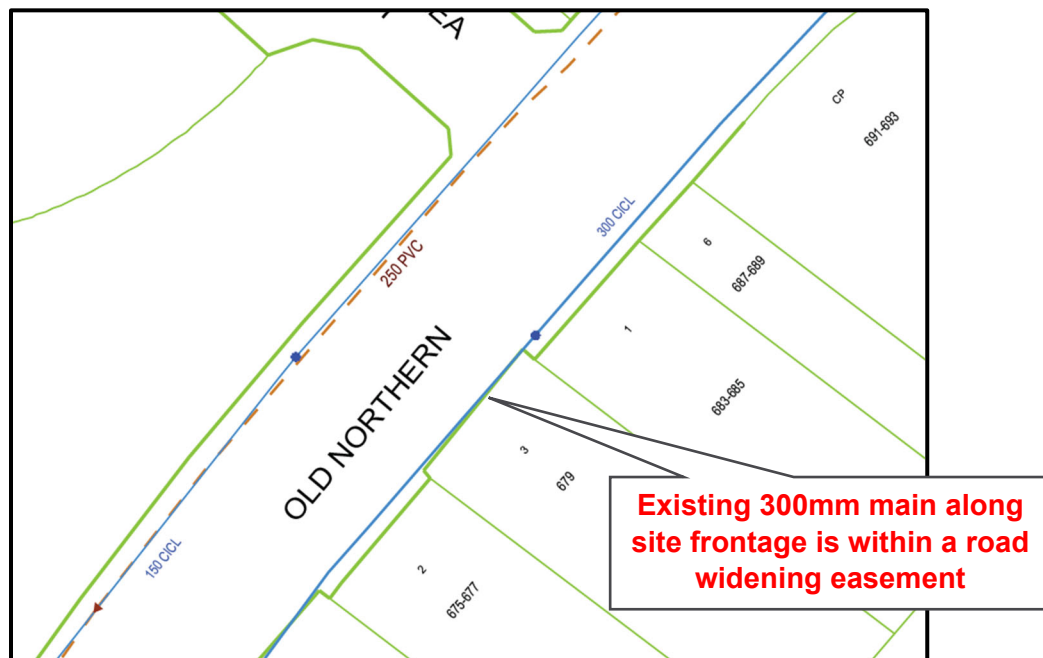 EA
CP
691-693
300 CICL
6
687-689
250 PVC
1
683-685
OLD NORTHERN
3
679
150 CICL
2
675-677
Existing 300mm main along
site frontage is within a road
widening easement